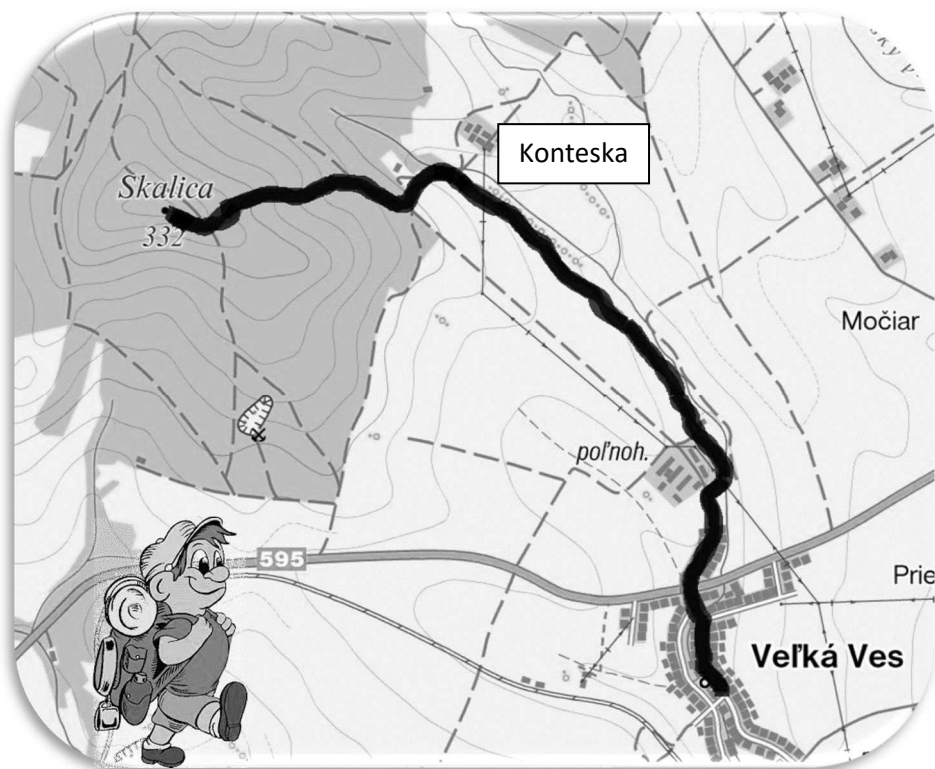 Konteska
Skalica
332
Močiar
poľnoh.
595
Prie
Veľká Ves